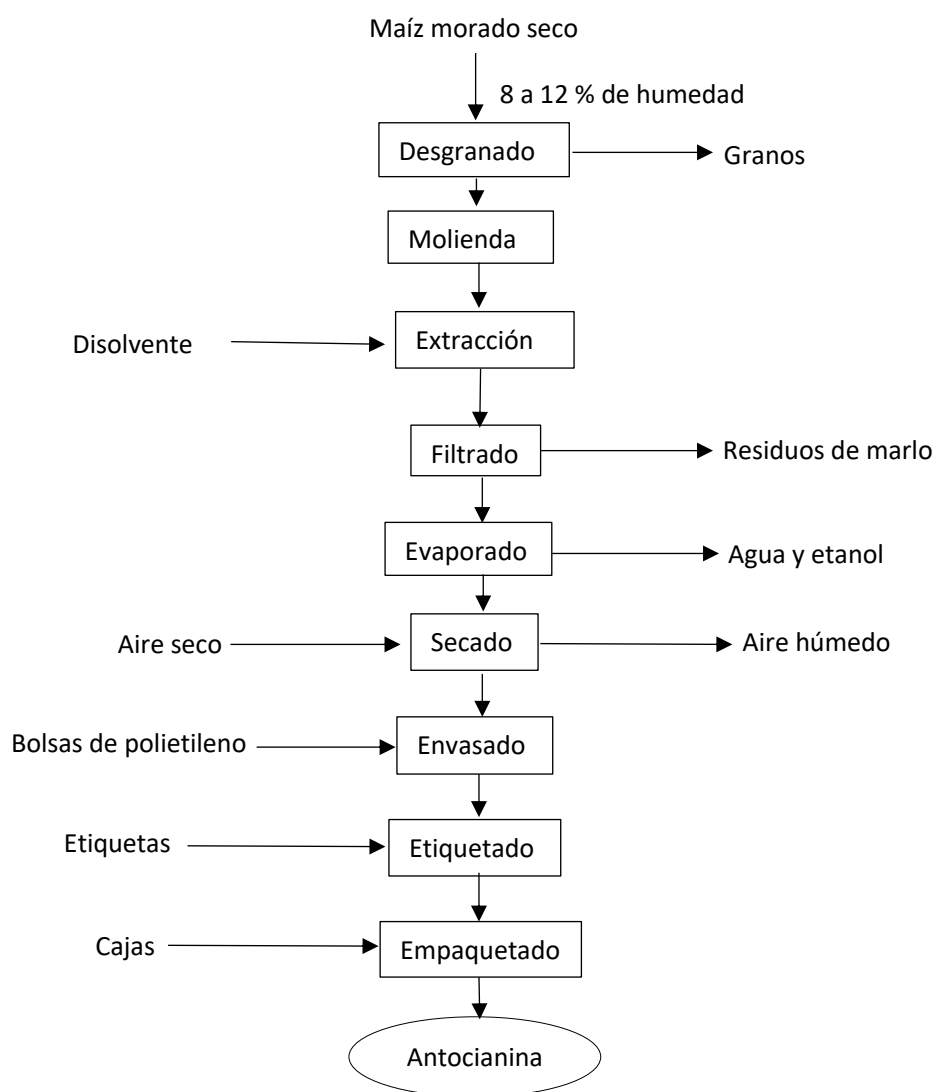 Maíz morado seco
8 a 12 % de humedad
Desgranado
Granos
Molienda
Disolvente
Extracción
Filtrado
Residuos de marlo
Evaporado
Agua y etanol
Aire seco
Secado
Aire húmedo
Bolsas de polietileno
Envasado
Etiquetas
Etiquetado
Cajas
Empaquetado
Antocianina